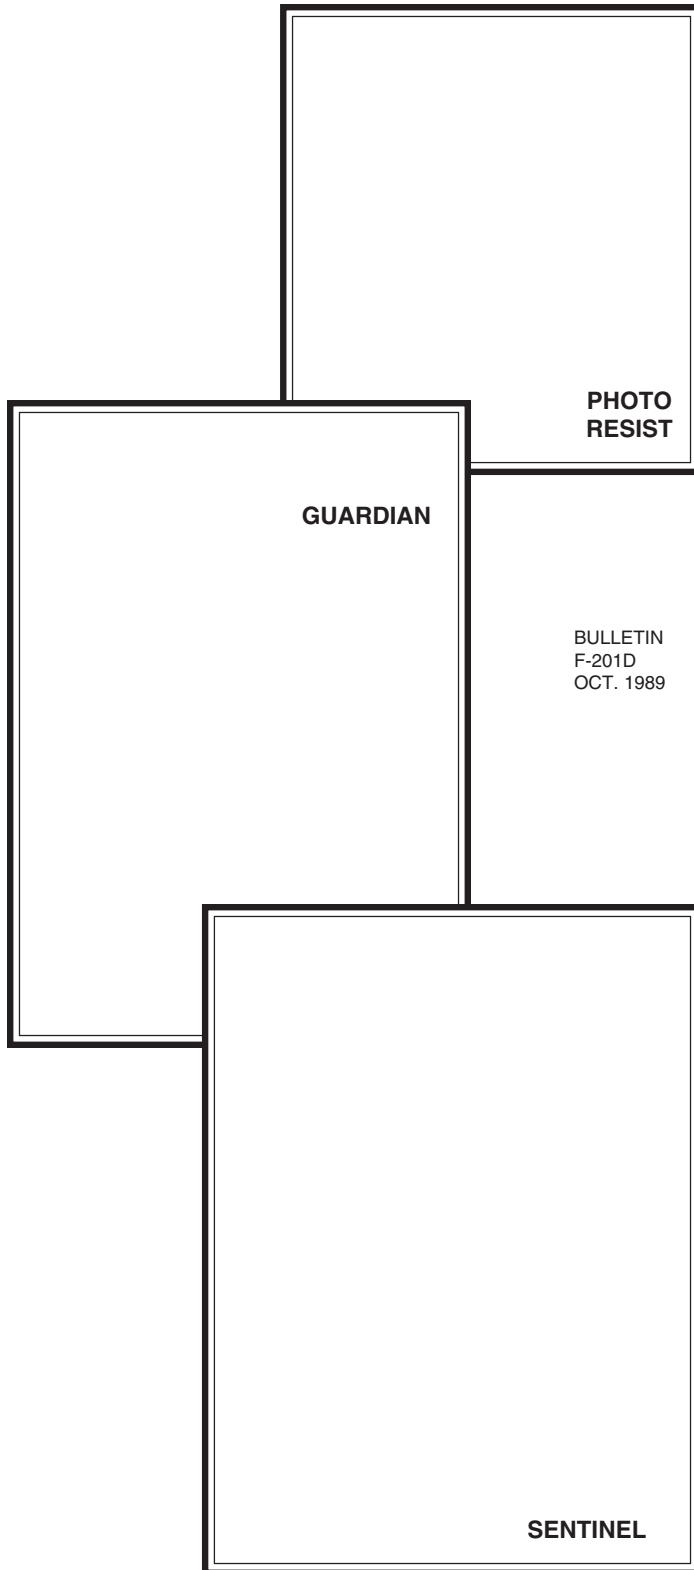 PHOTO
RESIST
GUARDIAN
BULLETIN
F-201D
OCT. 1989
SENTINEL